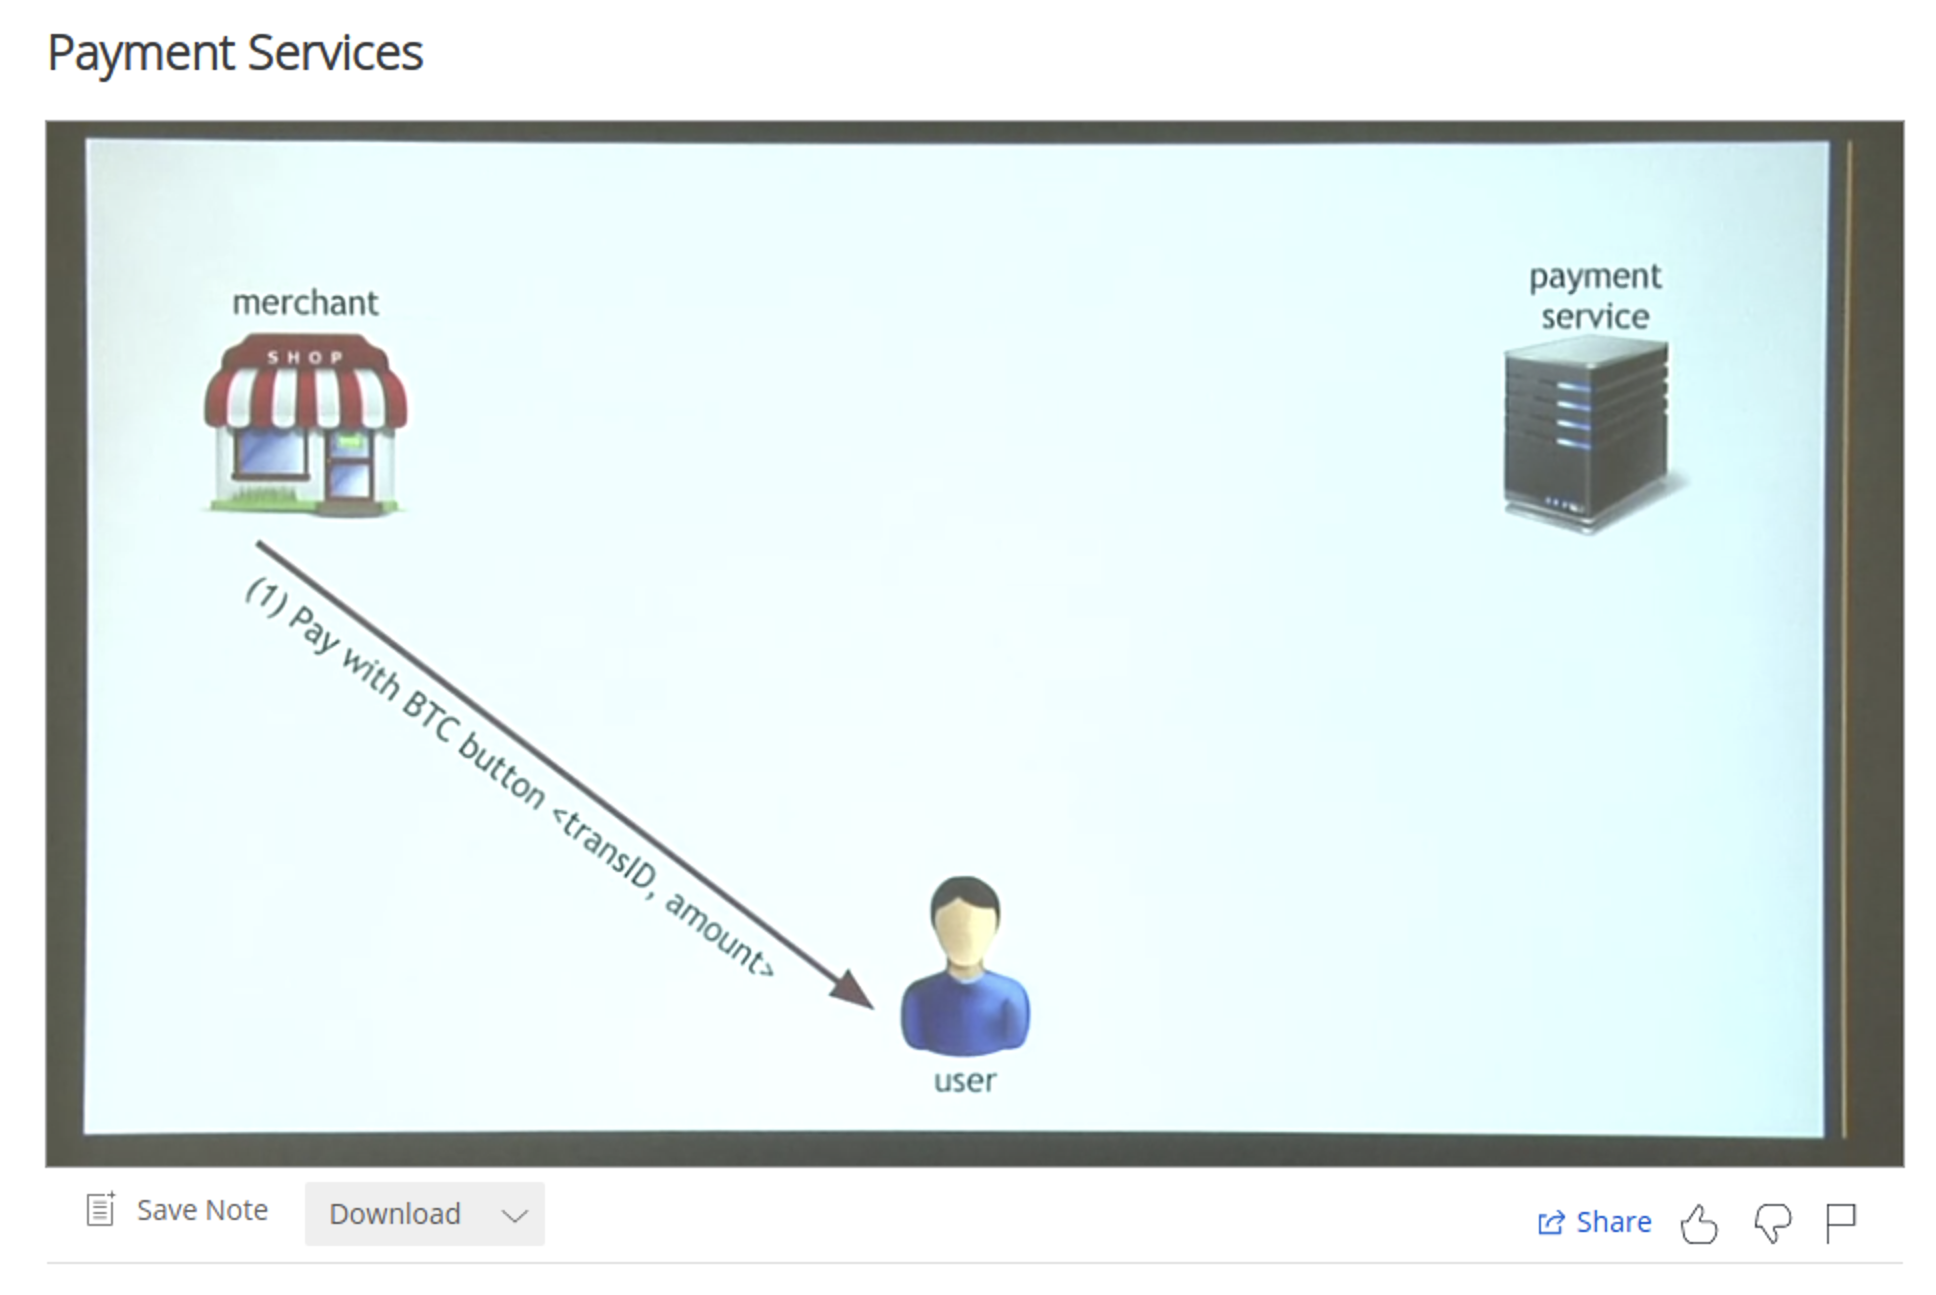 Payment Services
merchant
SHOP
payment
service
(1) Pay with BTC button <transID, amount>
user
Save Note
Download
Share